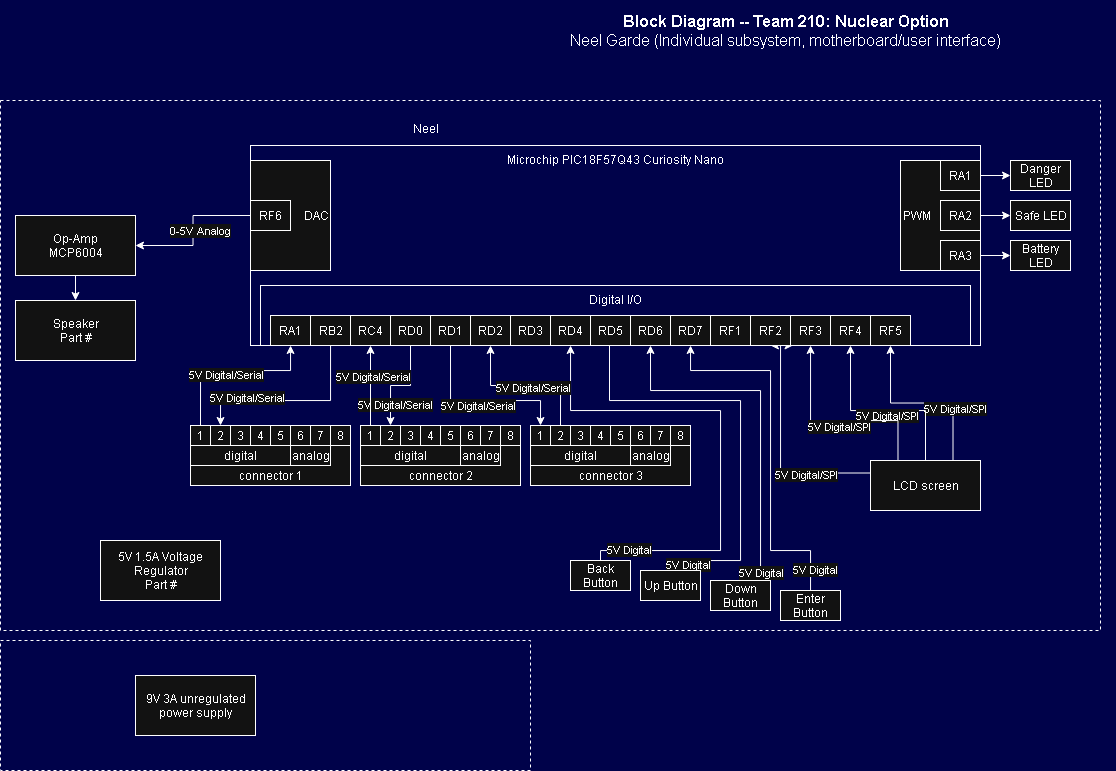 Block Diagram -- Team 210: Nuclear Option
Neel Garde (Individual subsystem, motherboard/user interface)
Neel
Microchip PIC18F57Q43 Curiosity Nano
RF6
DAC
PWM
RA1
RA2
RA3
Danger
LED
Safe LED
Battery
LED
0-5V Analog
Op-Amp
MCP6004
Speaker
Part #
Digital I/O
RA1
RB2
RC4
RD0
RD1
RD2
RD3
RD4
RD5
RD6
RD7
RF1
RF2
RF3
RF4
RF5
5V Digital/Serial
5V Digital/Serial
5V Digital/Serial
5V Digital/Serial
5V Digital/Serial
5V Digital/Serial
5V Digital/SPI
5V Digital/SPI
5V Digital/SPI
5V Digital/SPI
1 2 3 4 5 6 7 8
digital
analog
connector 1
1 2 3 4 5 6 7 8
digital
analog
connector 2
1 2 3 4 5 6 7 8
digital
analog
connector 3
LCD screen
5V 1.5A Voltage
Regulator
Part #
5V Digital
Back
Button
5V Digital
Up Button
5V Digital
Down
Button
5V Digital
Enter
Button
9V 3A unregulated
power supply